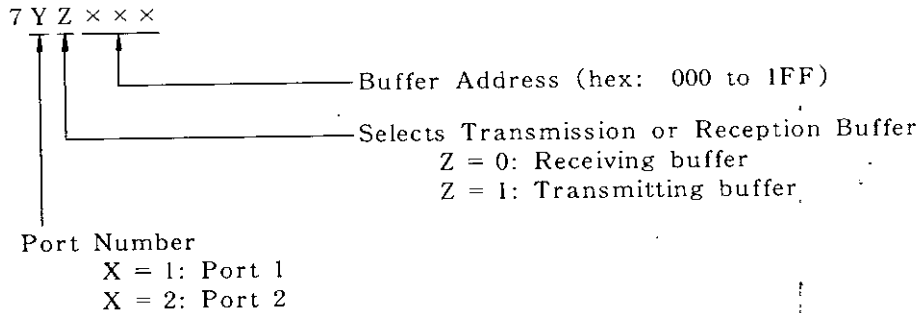 7 Y Z × × ×
Buffer Address (hex: 000 to 1FF)
Selects Transmission or Reception Buffer
Z = 0: Receiving buffer
Z = 1: Transmitting buffer
Port Number
X = 1: Port 1
X = 2: Port 2